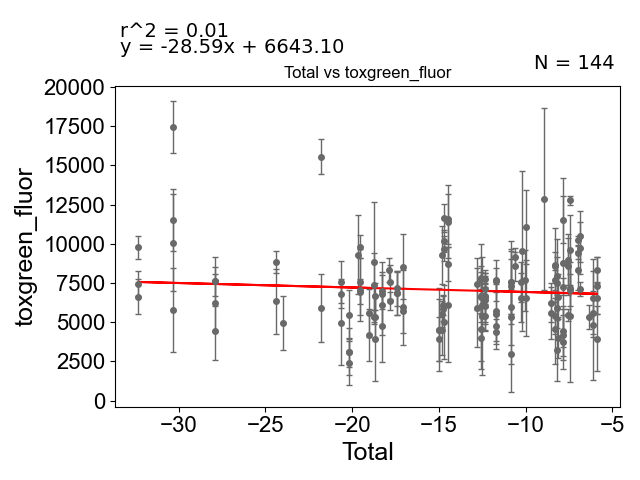 r^2 = 0.01
y = -28.59x + 6643.10
N = 144
Total vs toxgreen_fluor
20000
17500
15000
12500
10000
7500
5000
2500
0
toxgreen_fluor
−30
−25
−20
−15
−10
−5
Total